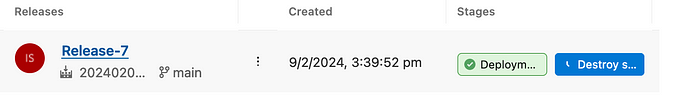 Releases Created Stages
IS Release-7 9/2/2024, 3:39:52 pm Deploym... Destroy s...
2024020... main